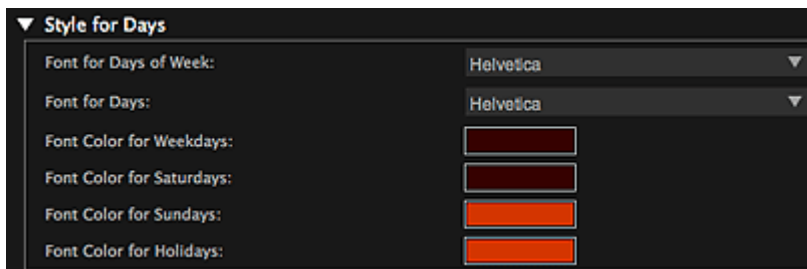 Style for Days
Font for Days of Week: Helvetica
Font for Days: Helvetica
Font Color for Weekdays:
Font Color for Saturdays:
Font Color for Sundays:
Font Color for Holidays: